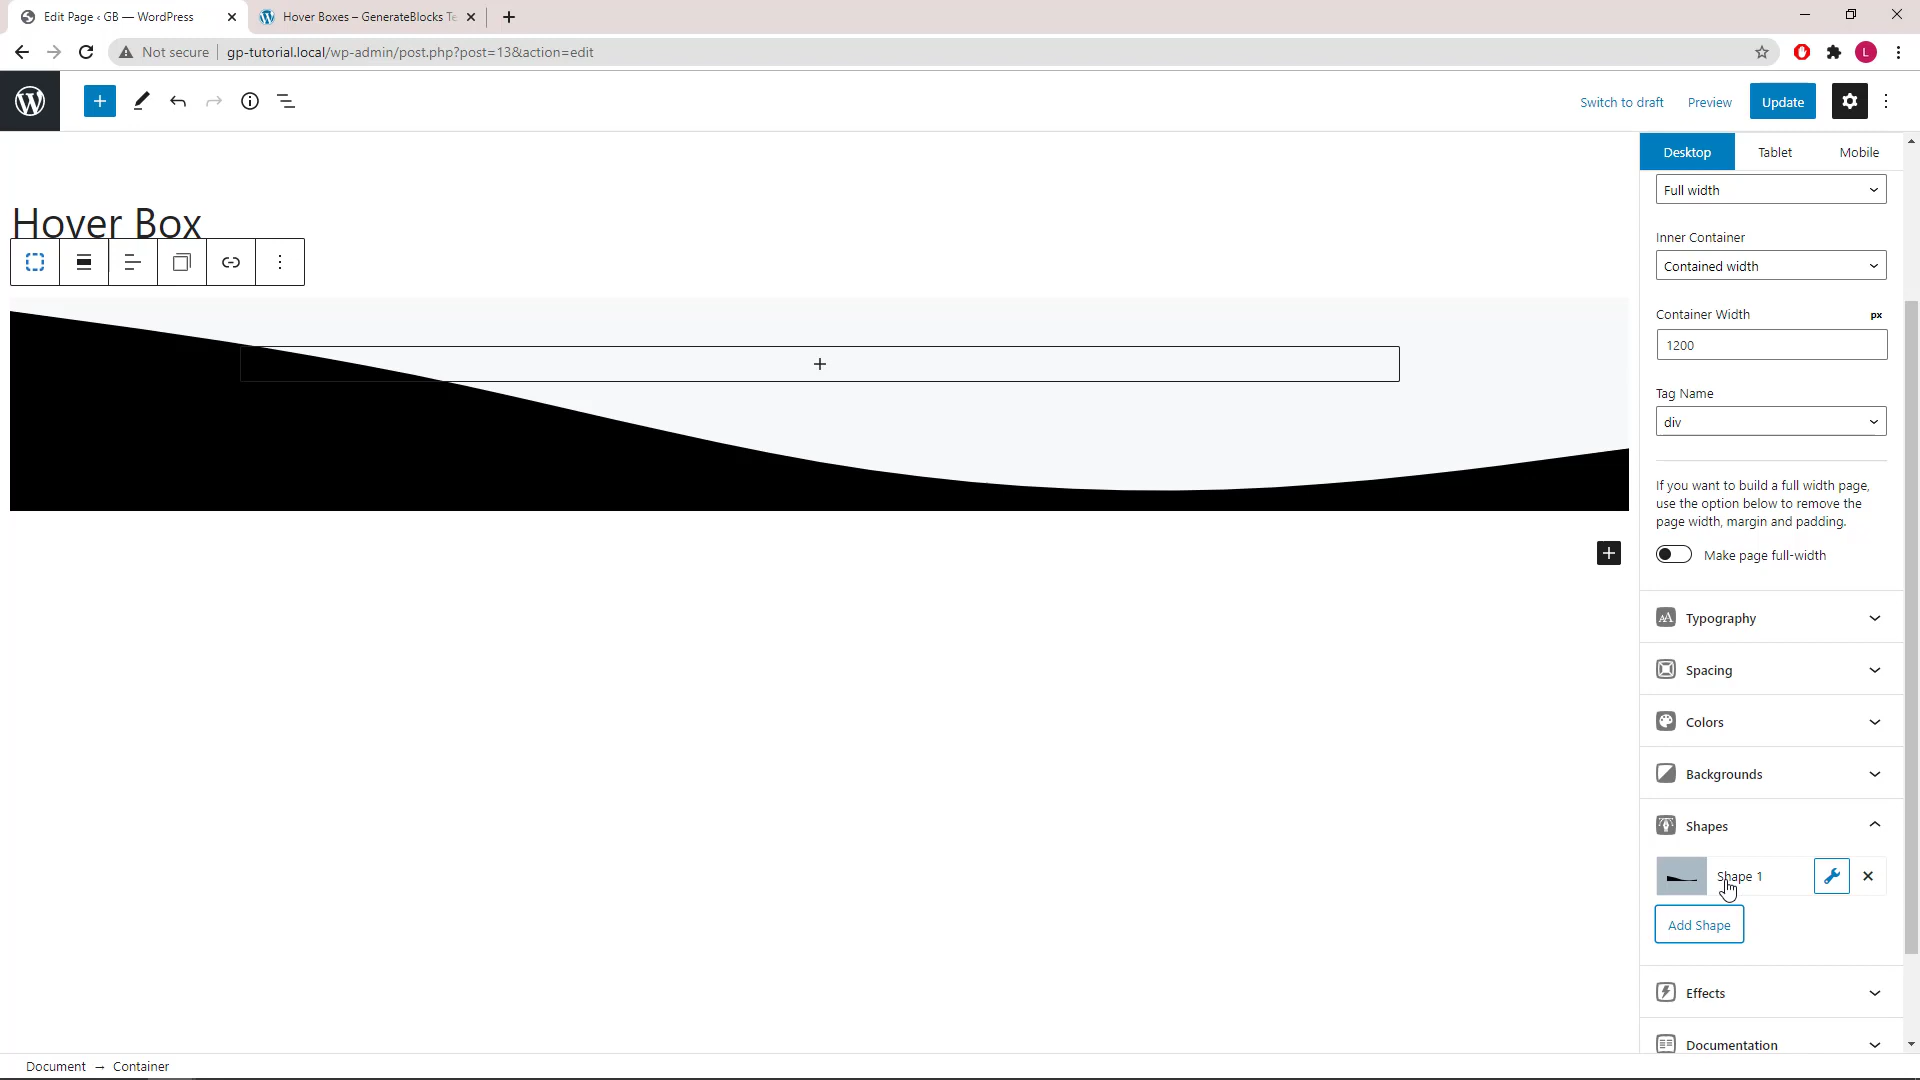 Edit Page ‹ GB — WordPress
Hover Boxes – GenerateBlocks Te
Not secure
gp-tutorial.local/wp-admin/post.php?post=13&action=edit
L
Switch to draft
Preview
Update
Desktop
Tablet
Mobile
Full width
Hover Box
Inner Container
Contained width
Container Width
px
1200
Tag Name
div
If you want to build a full width page,
use the option below to remove the
page width, margin and padding.
Make page full-width
Typography
Spacing
Colors
Backgrounds
Shapes
Shape 1
Add Shape
Effects
Documentation
Document → Container